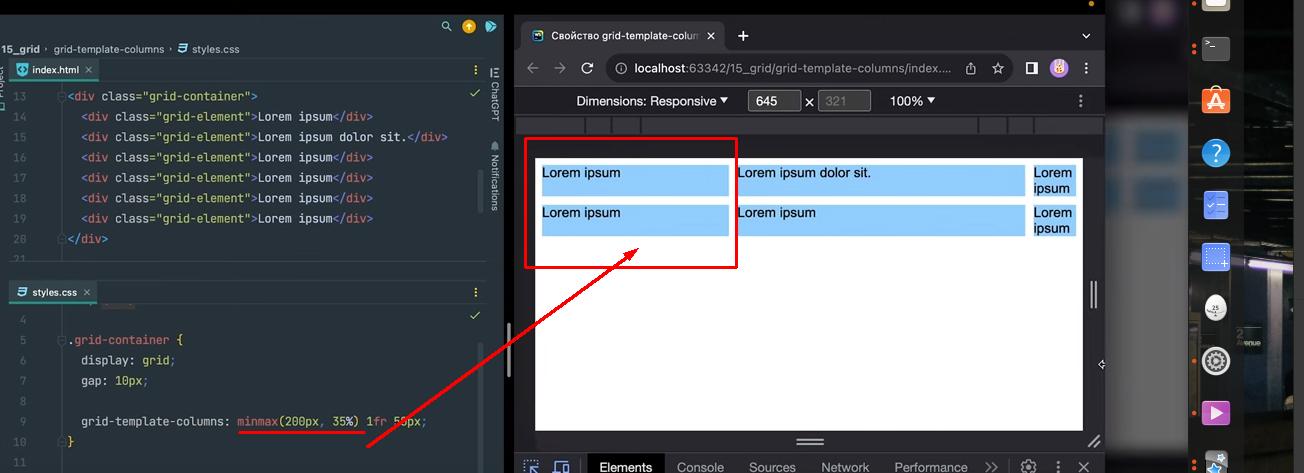 15_grid › grid-template-columns › styles.css
Project
index.html ×
13 <div class="grid-container">
14 <div class="grid-element">Lorem ipsum</div>
15 <div class="grid-element">Lorem ipsum dolor sit.</div>
16 <div class="grid-element">Lorem ipsum</div>
17 <div class="grid-element">Lorem ipsum</div>
18 <div class="grid-element">Lorem ipsum</div>
19 <div class="grid-element">Lorem ipsum</div>
20 </div>
21
ChatGPT
Notifications
styles.css ×
4
5 .grid-container {
6 display: grid;
7 gap: 10px;
8
9 grid-template-columns: minmax(200px, 35%) 1fr 50px;
10 }
11
Свойство grid-template-colum
localhost:63342/15_grid/grid-template-columns/index....
Dimensions: Responsive 645 × 321 100%
Lorem ipsum Lorem ipsum dolor sit. Lorem
ipsum
Lorem ipsum Lorem ipsum Lorem
ipsum
Elements Console Sources Network Performance
25
2
Avenue